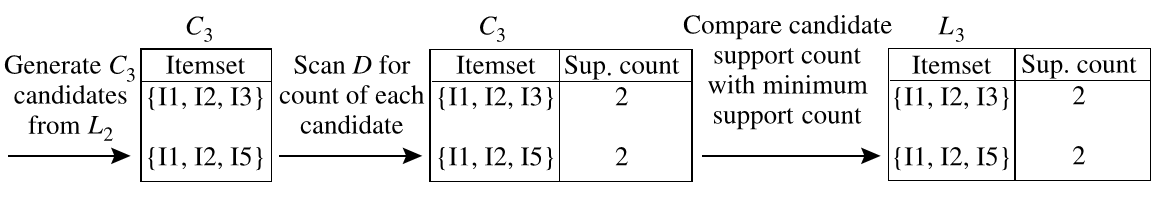 C3
C3
Compare candidate
L3
Generate C3
Itemset
Scan D for
Itemset
Sup. count
support count
Itemset
Sup. count
candidates
{I1, I2, I3}
count of each
{I1, I2, I3}
2
with minimum
{I1, I2, I3}
2
from L2
candidate
support count
{I1, I2, I5}
{I1, I2, I5}
2
{I1, I2, I5}
2